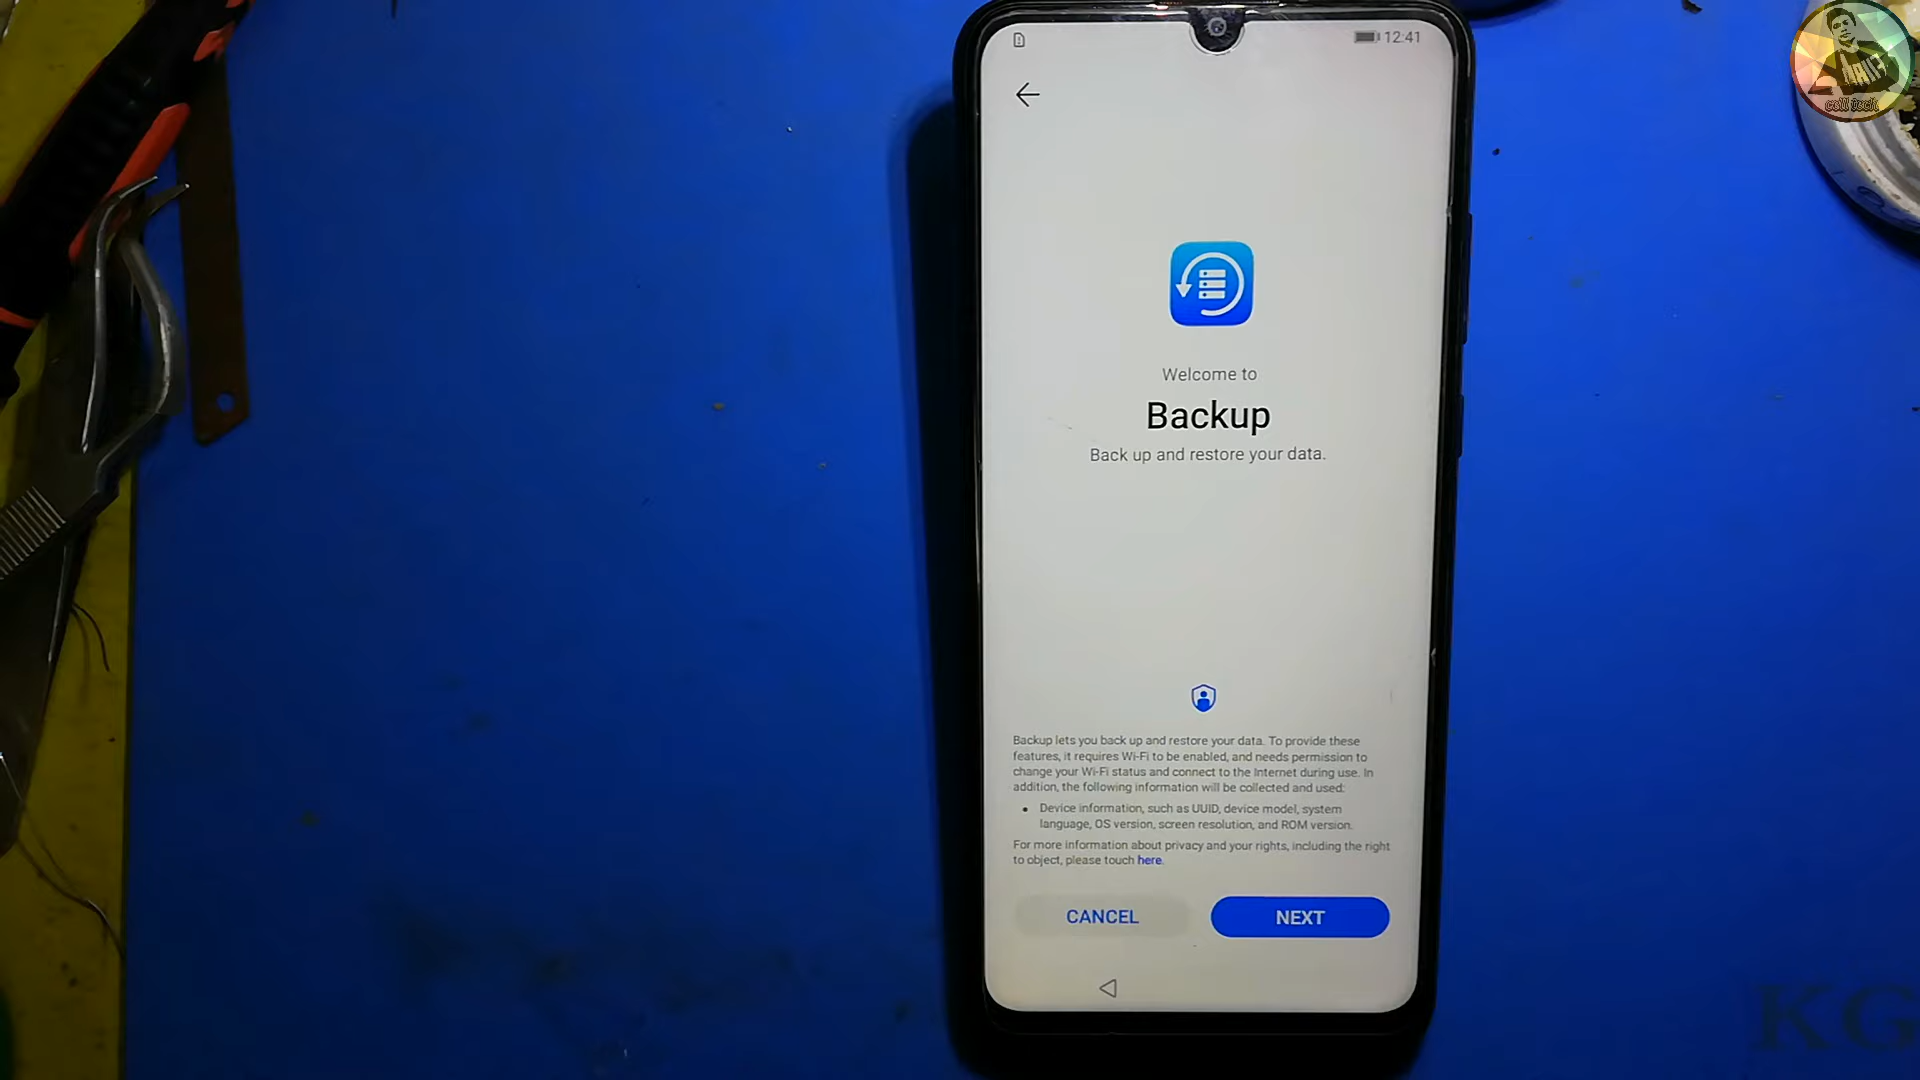 12:41
Welcome to
Backup
Back up and restore your data.
Backup lets you back up and restore your data. To provide these
features, it requires Wi-Fi to be enabled, and needs permission to
change your Wi-Fi status and connect to the Internet during use. In
addition, the following information will be collected and used:
• Device information, such as UUID, device model, system
language, OS version, screen resolution, and ROM version.
For more information about privacy and your rights, including the right
to object, please touch here.
CANCEL
NEXT
cell tech
KG